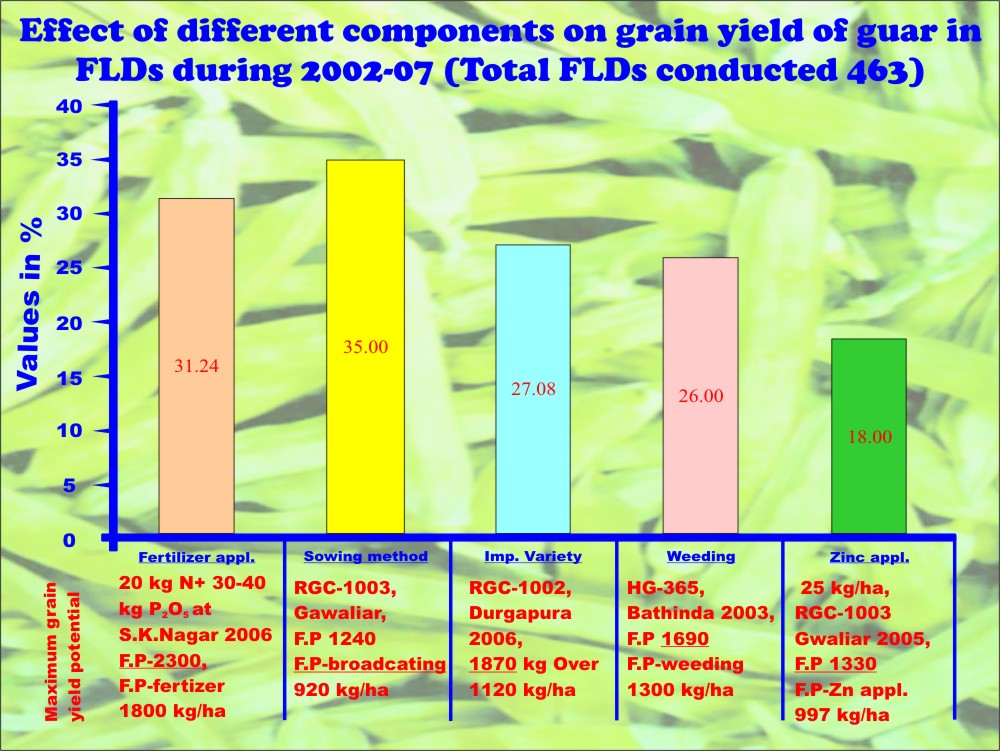 Effect of different components on grain yield of guar in
FLDs during 2002-07 (Total FLDs conducted 463)
Values in %
40
35
30
25
20
15
10
5
0
31.24
35.00
27.08
26.00
18.00
Maximum grain
yield potential
Fertilizer appl.
20 kg N+ 30-40
kg P₂O₅ at
S.K.Nagar 2006
F.P-2300,
F.P-fertizer
1800 kg/ha
Sowing method
RGC-1003,
Gawaliar,
F.P 1240
F.P-broadcating
920 kg/ha
Imp. Variety
RGC-1002,
Durgapura
2006,
1870 kg Over
1120 kg/ha
Weeding
HG-365,
Bathinda 2003,
F.P 1690
F.P-weeding
1300 kg/ha
Zinc appl.
25 kg/ha,
RGC-1003
Gwaliar 2005,
F.P 1330
F.P-Zn appl.
997 kg/ha